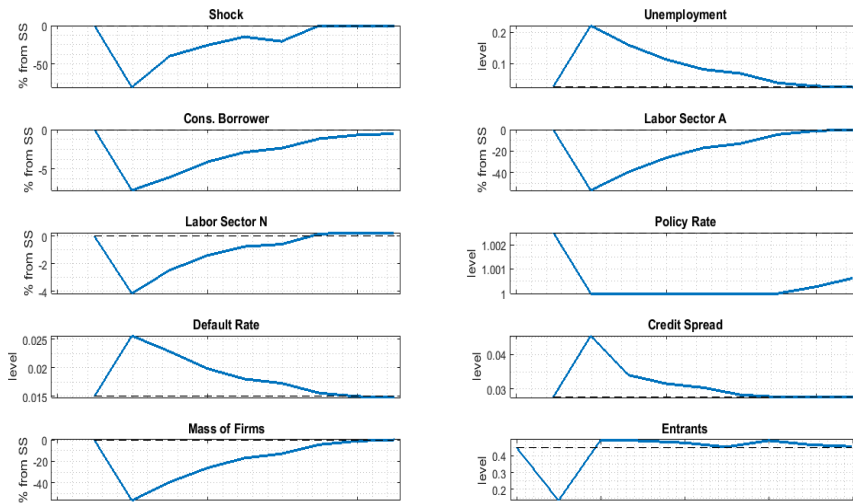 Shock
% from SS
0
-50
Unemployment
level
0.2
0.1
Cons. Borrower
% from SS
0
-5
Labor Sector A
% from SS
0
-20
-40
Labor Sector N
% from SS
0
-2
-4
Policy Rate
level
1.002
1.001
1
Default Rate
level
0.025
0.02
0.015
Credit Spread
level
0.04
0.03
Mass of Firms
% from SS
0
-20
-40
Entrants
level
0.4
0.3
0.2